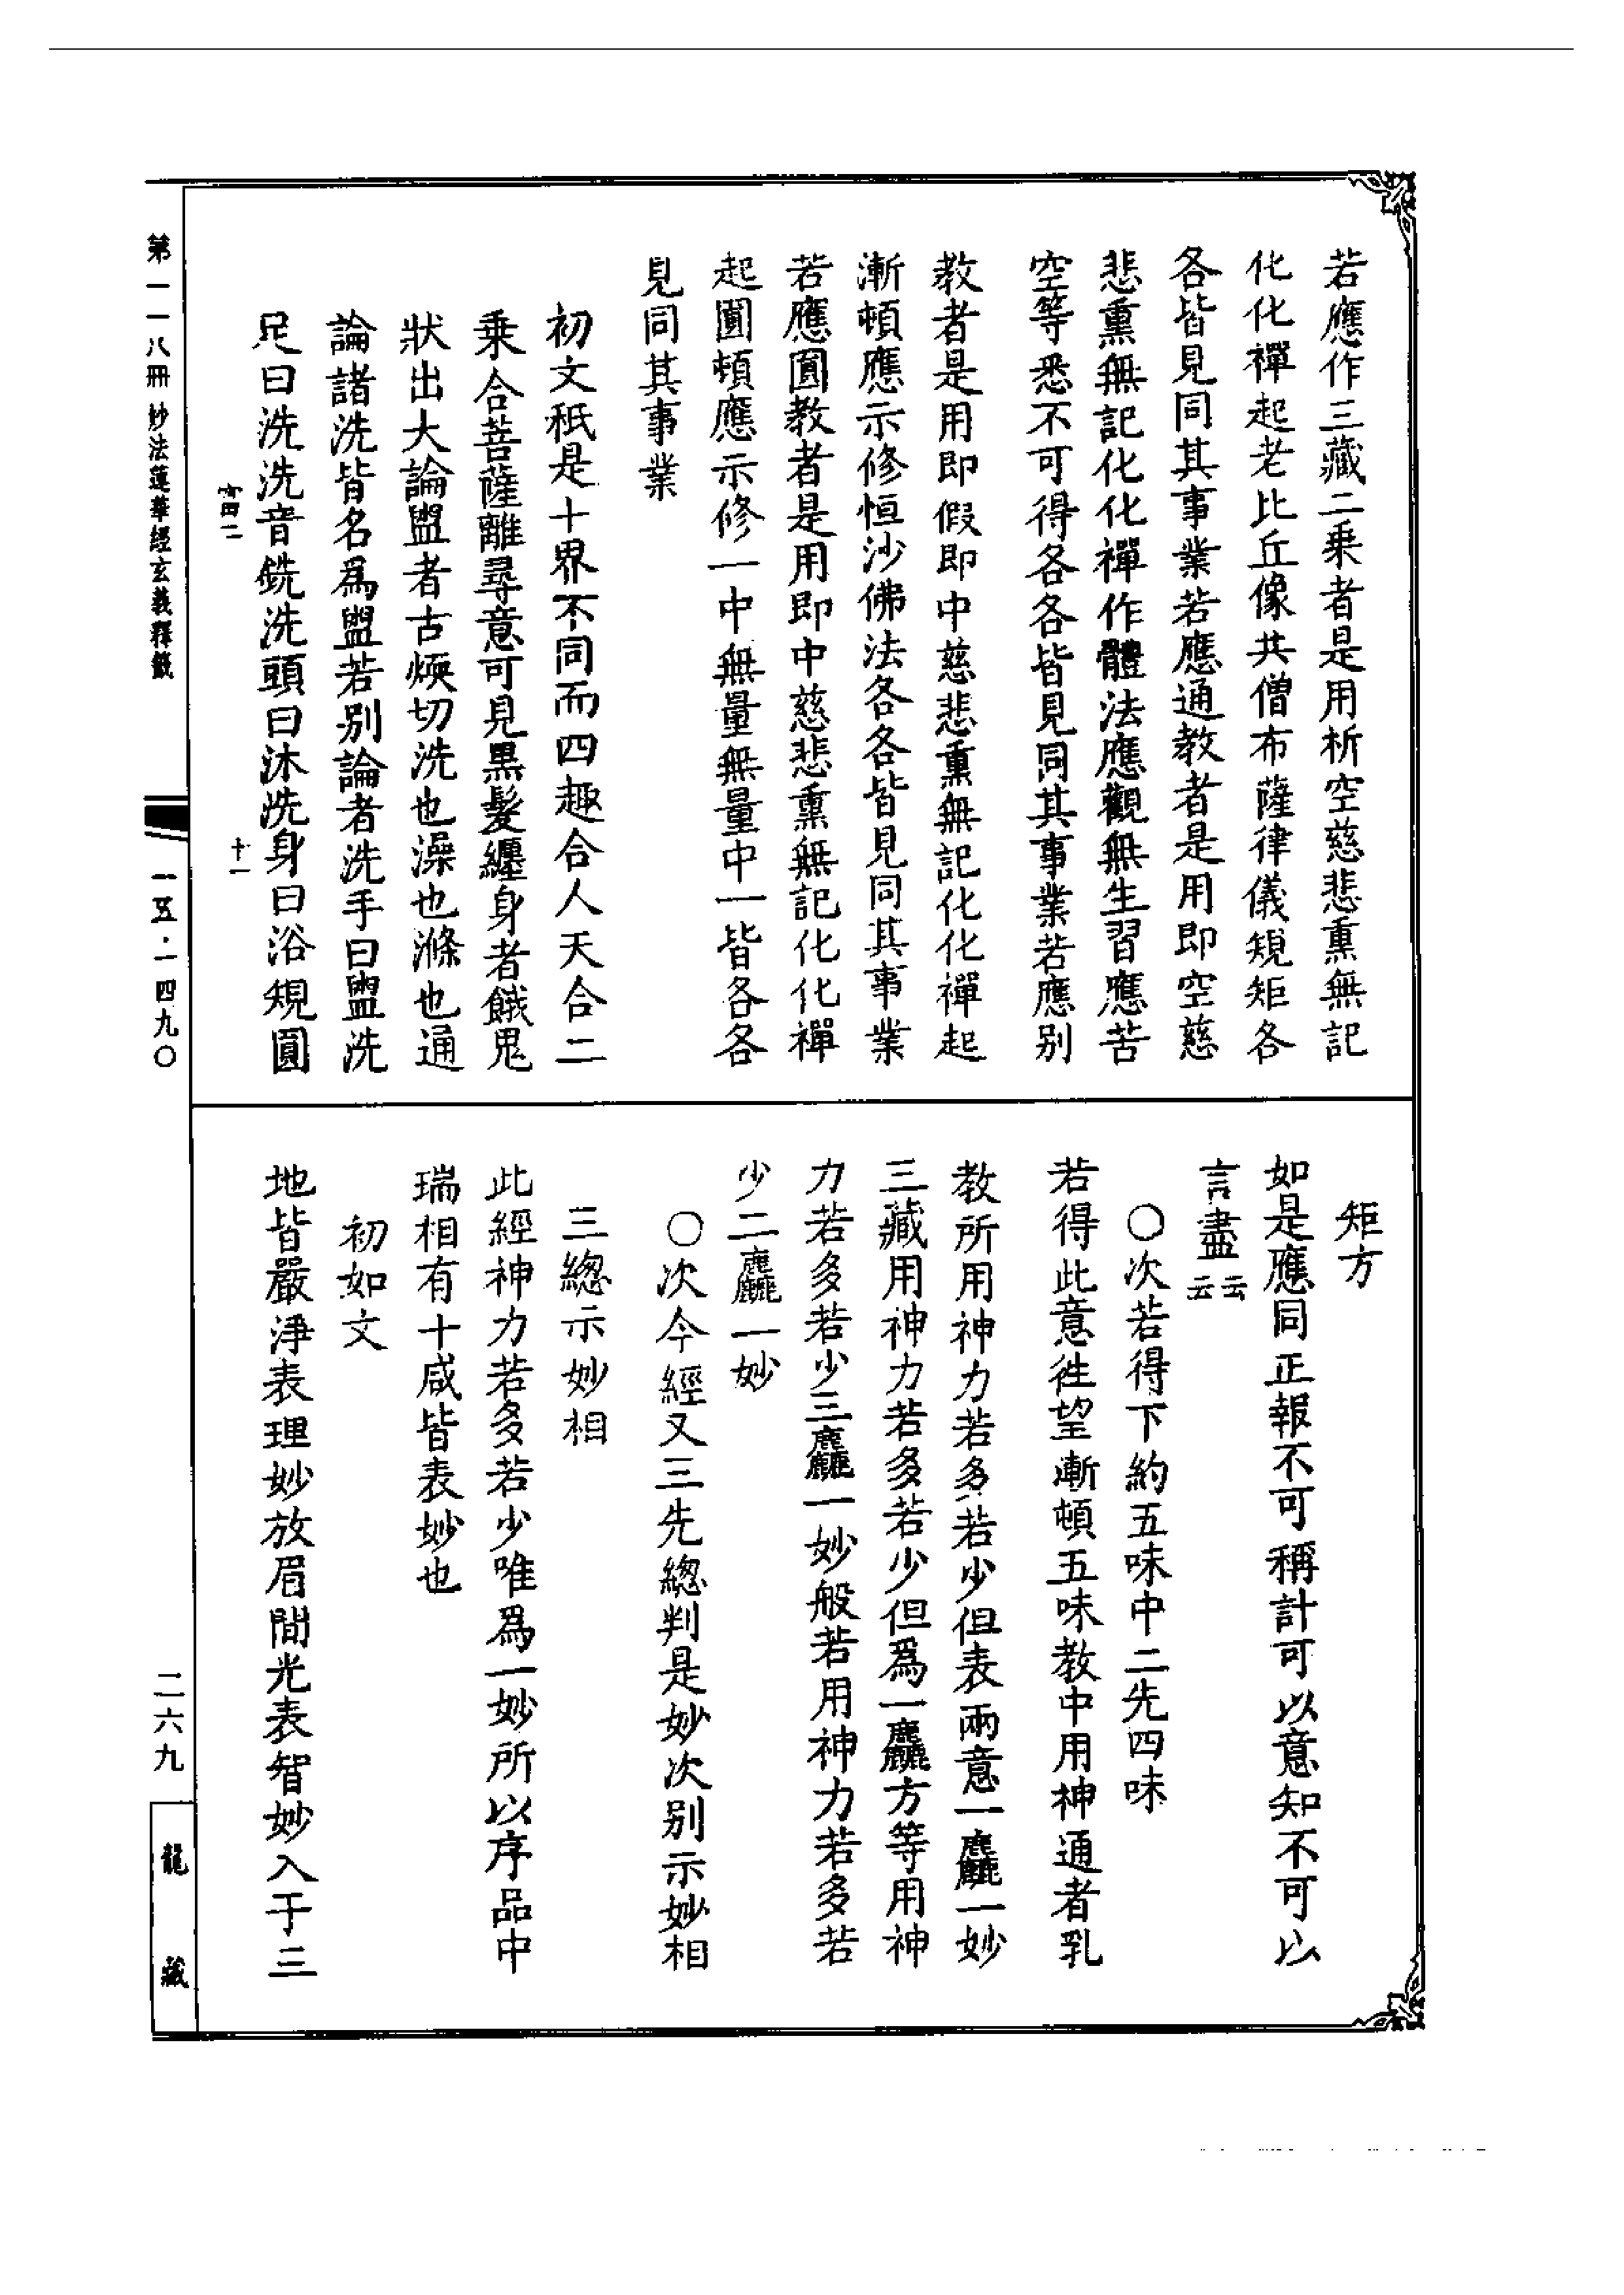 若應作三藏二乗者是用析空慈悲熏無記
化化禪起老比丘像共僧布薩律儀規矩各
各皆見同其事業若應通教者是用即空慈
悲熏無記化化禪作體法應觀無生習應苦
空等悉不可得各各皆見同其事業若應别
教者是用即假即中慈悲熏無記化化禪起
漸頓應示修恒沙佛法各各皆見同其事業
若應圓教者是用即中慈悲熏無記化化禪
起圓頓應示修一中無量無量中一皆各各
見同其事業
初文秖是十界不同而四趣合人天合二
乗合菩薩離尋意可見黒髮纏身者餓鬼
狀出大論盥者古煥切洗也澡也滌也通
論諸洗皆名爲盥若别論者洗手曰盥洗
足曰洗洗音銑洗頭曰沐洗身曰浴規圓
矩方
如是應同正報不可稱計可以意知不可以
言盡云云
〇次若得下約五味中二先四味
若得此意徃望漸頓五味教中用神通者乳
教所用神力若多若少但表兩意一麤一妙
三藏用神力若多若少但爲一麤方等用神
力若多若少三麤一妙般若用神力若多若
少二麤一妙
〇次今經又三先總判是妙次别示妙相
三總示妙相
此經神力若多若少唯爲一妙所以序品中
瑞相有十咸皆表妙也
初如文
地皆嚴淨表理妙放眉間光表智妙入于三
第一一八冊 妙法蓮華經玄義釋籤
一五·一四九〇
二六九
龍藏
十一